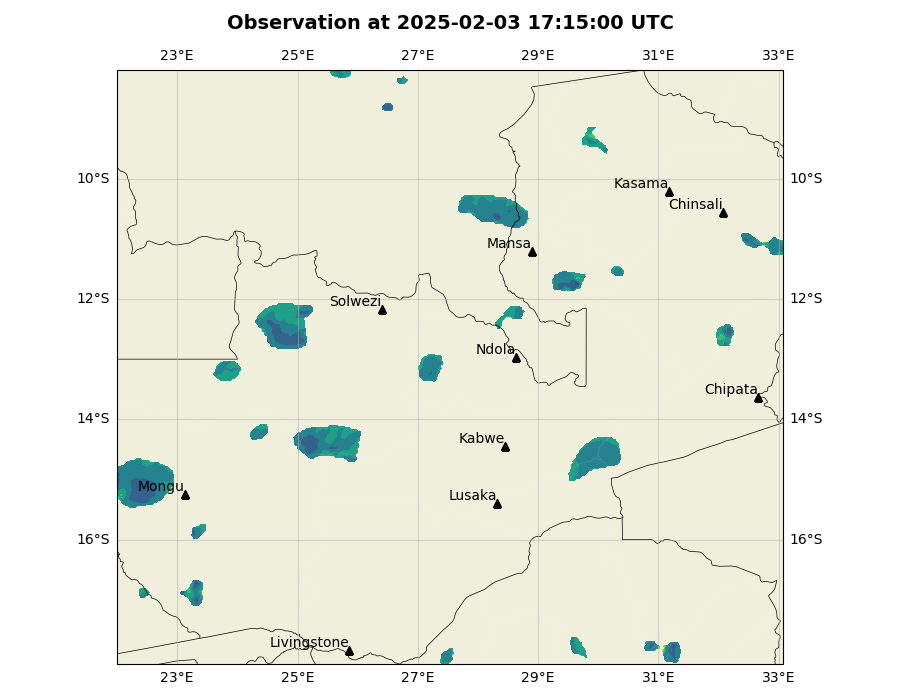 Observation at 2025-02-03 17:15:00 UTC
23°E 25°E 27°E 29°E 31°E 33°E
10°S 10°S
Kasama
Chinsali
Mansa
12°S 12°S
Solwezi
Ndola
Chipata
14°S 14°S
Kabwe
Mongu
Lusaka
16°S 16°S
Livingstone
23°E 25°E 27°E 29°E 31°E 33°E